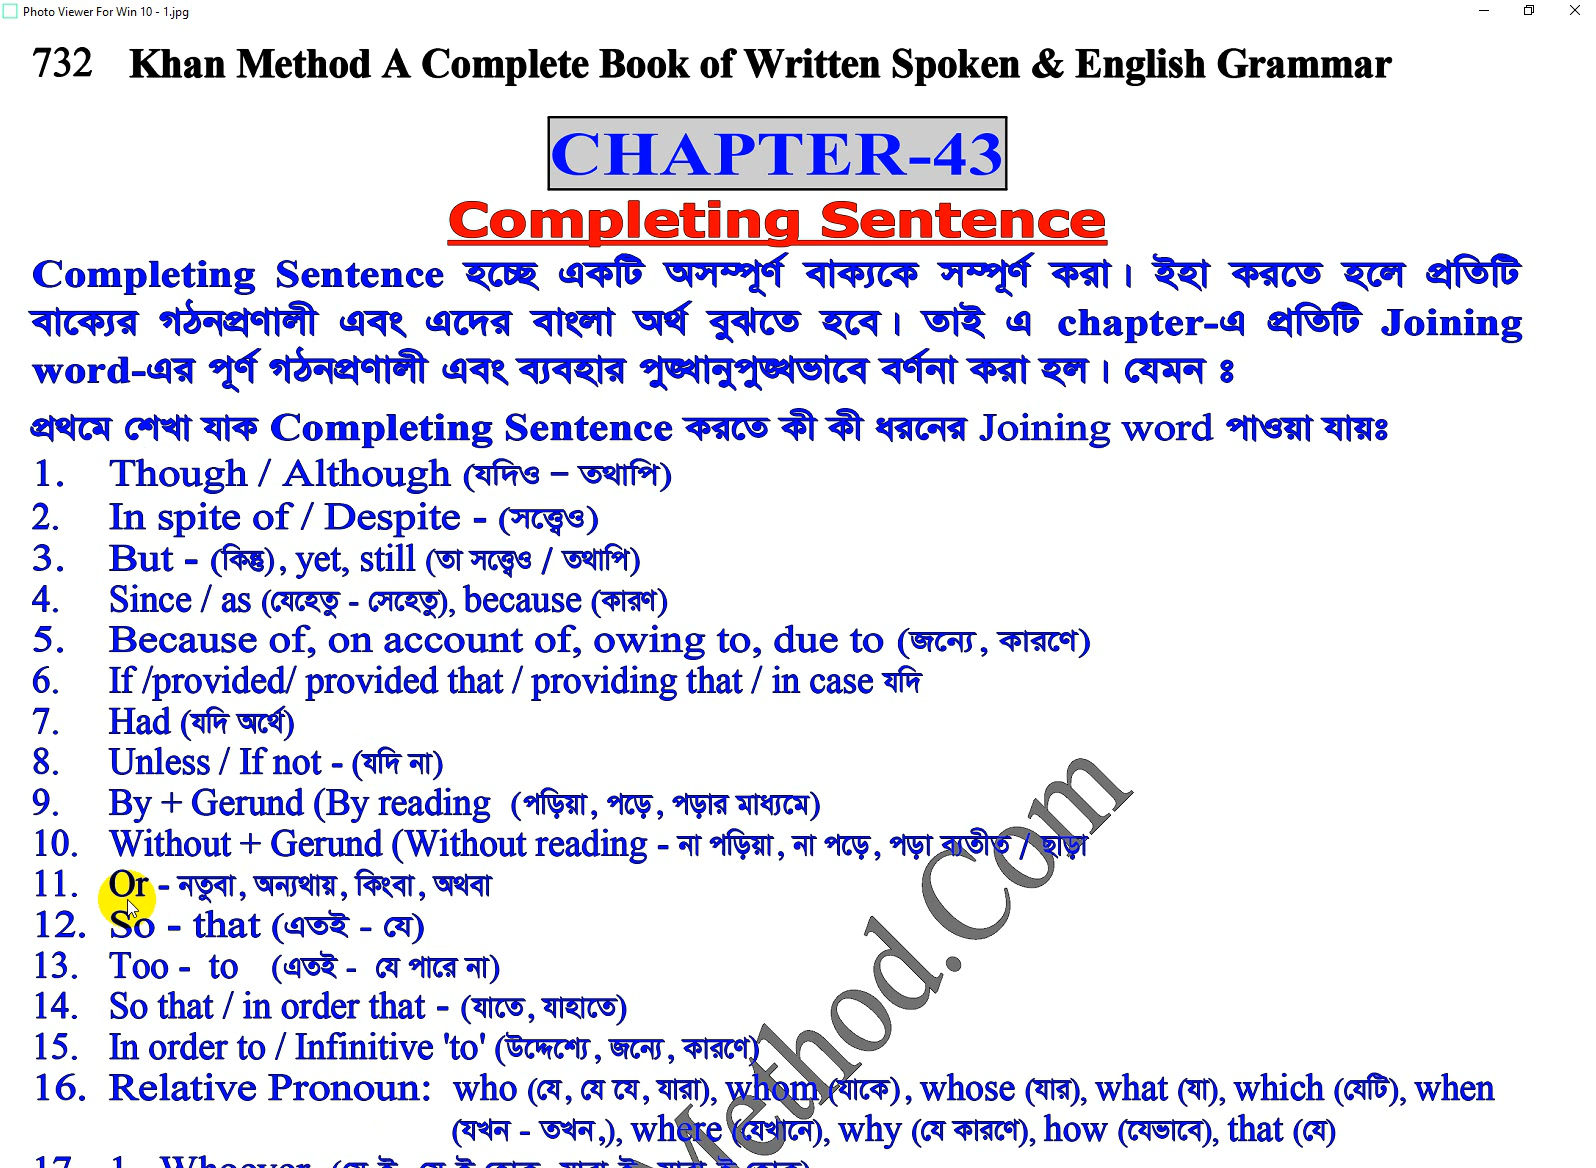 Photo Viewer For Win 10 - 1.jpg
732 Khan Method A Complete Book of Written Spoken & English Grammar
CHAPTER-43
Completing Sentence
Completing Sentence হচ্ছে একটি অসম্পূর্ণ বাক্যকে সম্পূর্ণ করা। ইহা করতে হলে প্রতিটি
বাক্যের গঠনপ্রণালী এবং এদের বাংলা অর্থ বুঝতে হবে। তাই এ chapter-এ প্রতিটি Joining
word-এর পূর্ণ গঠনপ্রণালী এবং ব্যবহার পুঙ্খানুপুঙ্খভাবে বর্ণনা করা হল। যেমন ঃ
প্রথমে শেখা যাক Completing Sentence করতে কী কী ধরনের Joining word পাওয়া যায়ঃ
1. Though / Although (যদিও – তথাপি)
2. In spite of / Despite - (সত্ত্বেও)
3. But - (কিন্তু), yet, still (তা সত্ত্বেও / তথাপি)
4. Since / as (যেহেতু - সেহেতু), because (কারণ)
5. Because of, on account of, owing to, due to (জন্যে, কারণে)
6. If /provided/ provided that / providing that / in case যদি
7. Had (যদি অর্থে)
8. Unless / If not - (যদি না)
9. By + Gerund (By reading (পড়িয়া, পড়ে, পড়ার মাধ্যমে)
10. Without + Gerund (Without reading - না পড়িয়া, না পড়ে, পড়া ব্যতীত / ছাড়া
11. Or - নতুবা, অন্যথায়, কিংবা, অথবা
12. So - that (এতই - যে)
13. Too - to (এতই - যে পারে না)
14. So that / in order that - (যাতে, যাহাতে)
15. In order to / Infinitive 'to' (উদ্দেশ্যে, জন্যে, কারণে)
16. Relative Pronoun: who (যে, যে যে, যারা), whom (যাকে), whose (যার), what (যা), which (যেটি), when
(যখন - তখন,), where (যেখানে), why (যে কারণে), how (যেভাবে), that (যে)
17. 1. Whoever
Method.Com